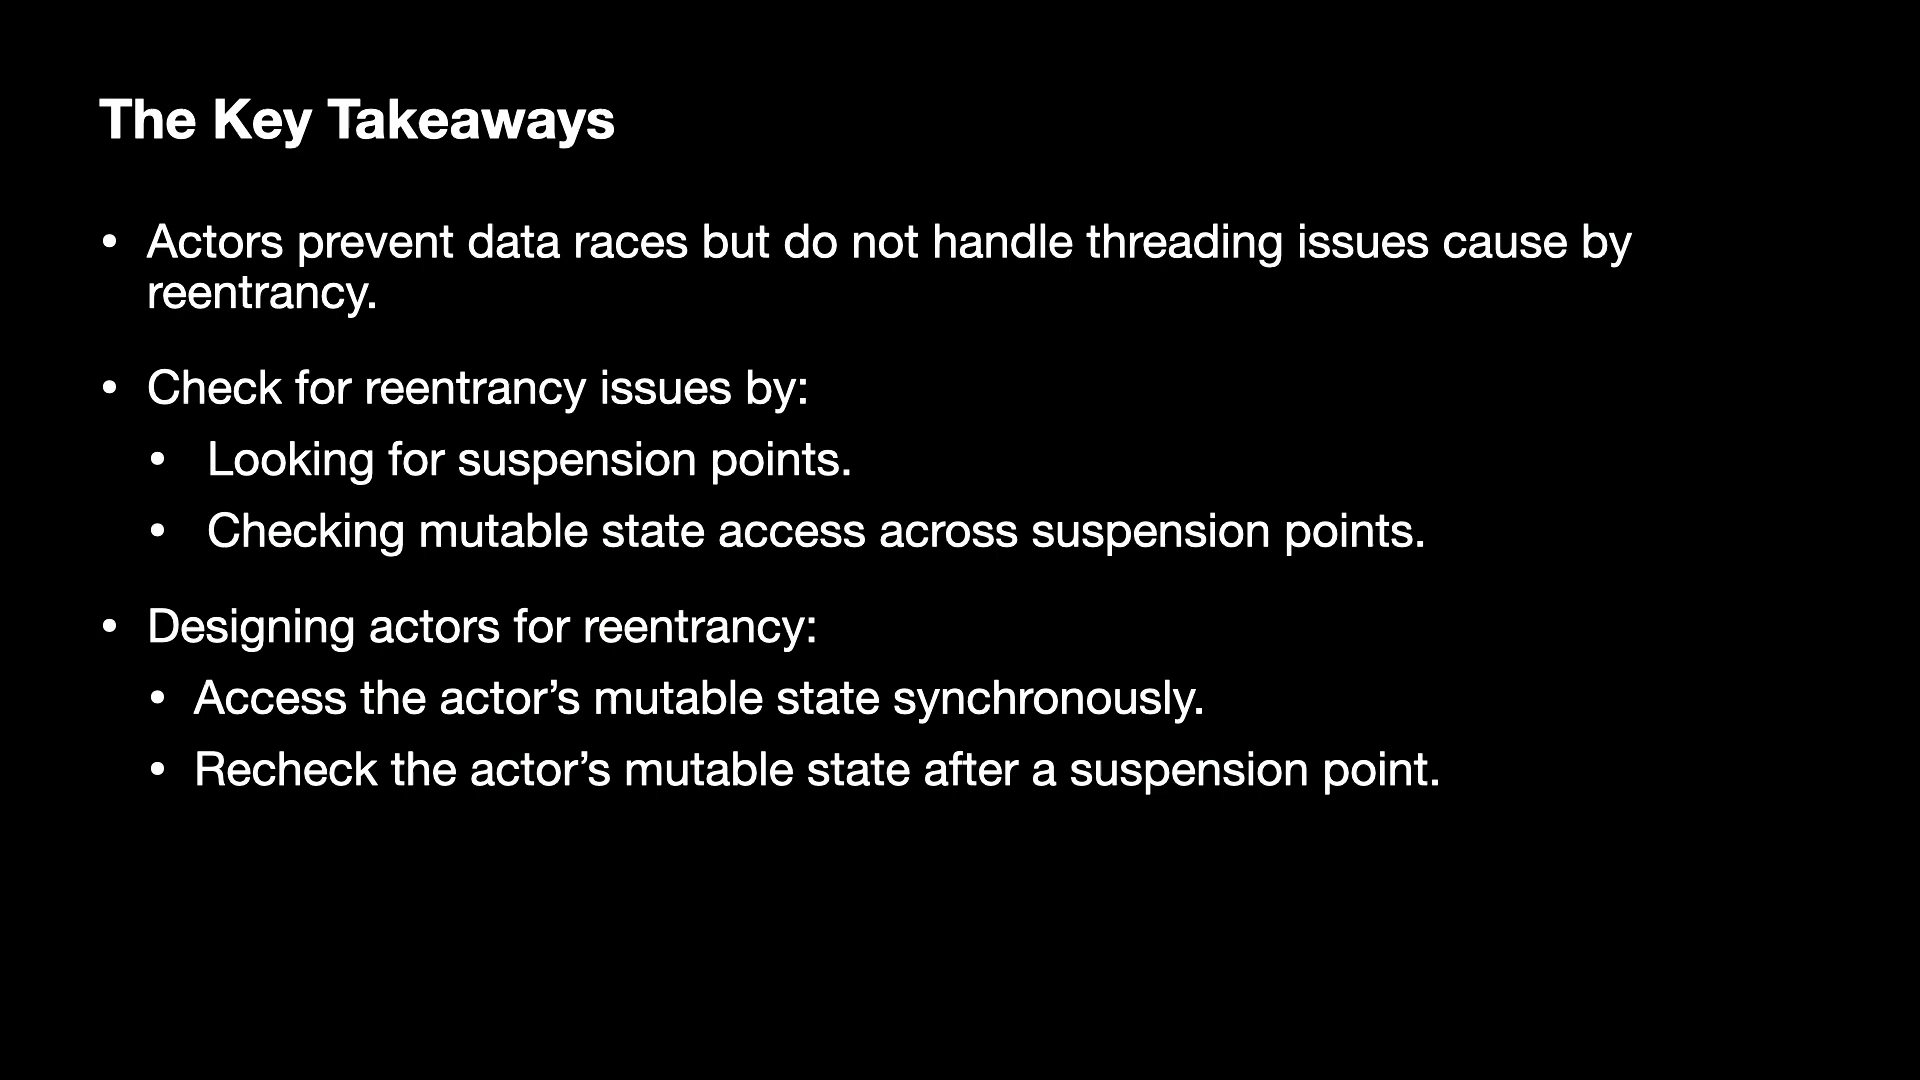 The Key Takeaways
• Actors prevent data races but do not handle threading issues cause by
reentrancy.
• Check for reentrancy issues by:
• Looking for suspension points.
• Checking mutable state access across suspension points.
• Designing actors for reentrancy:
• Access the actor’s mutable state synchronously.
• Recheck the actor’s mutable state after a suspension point.